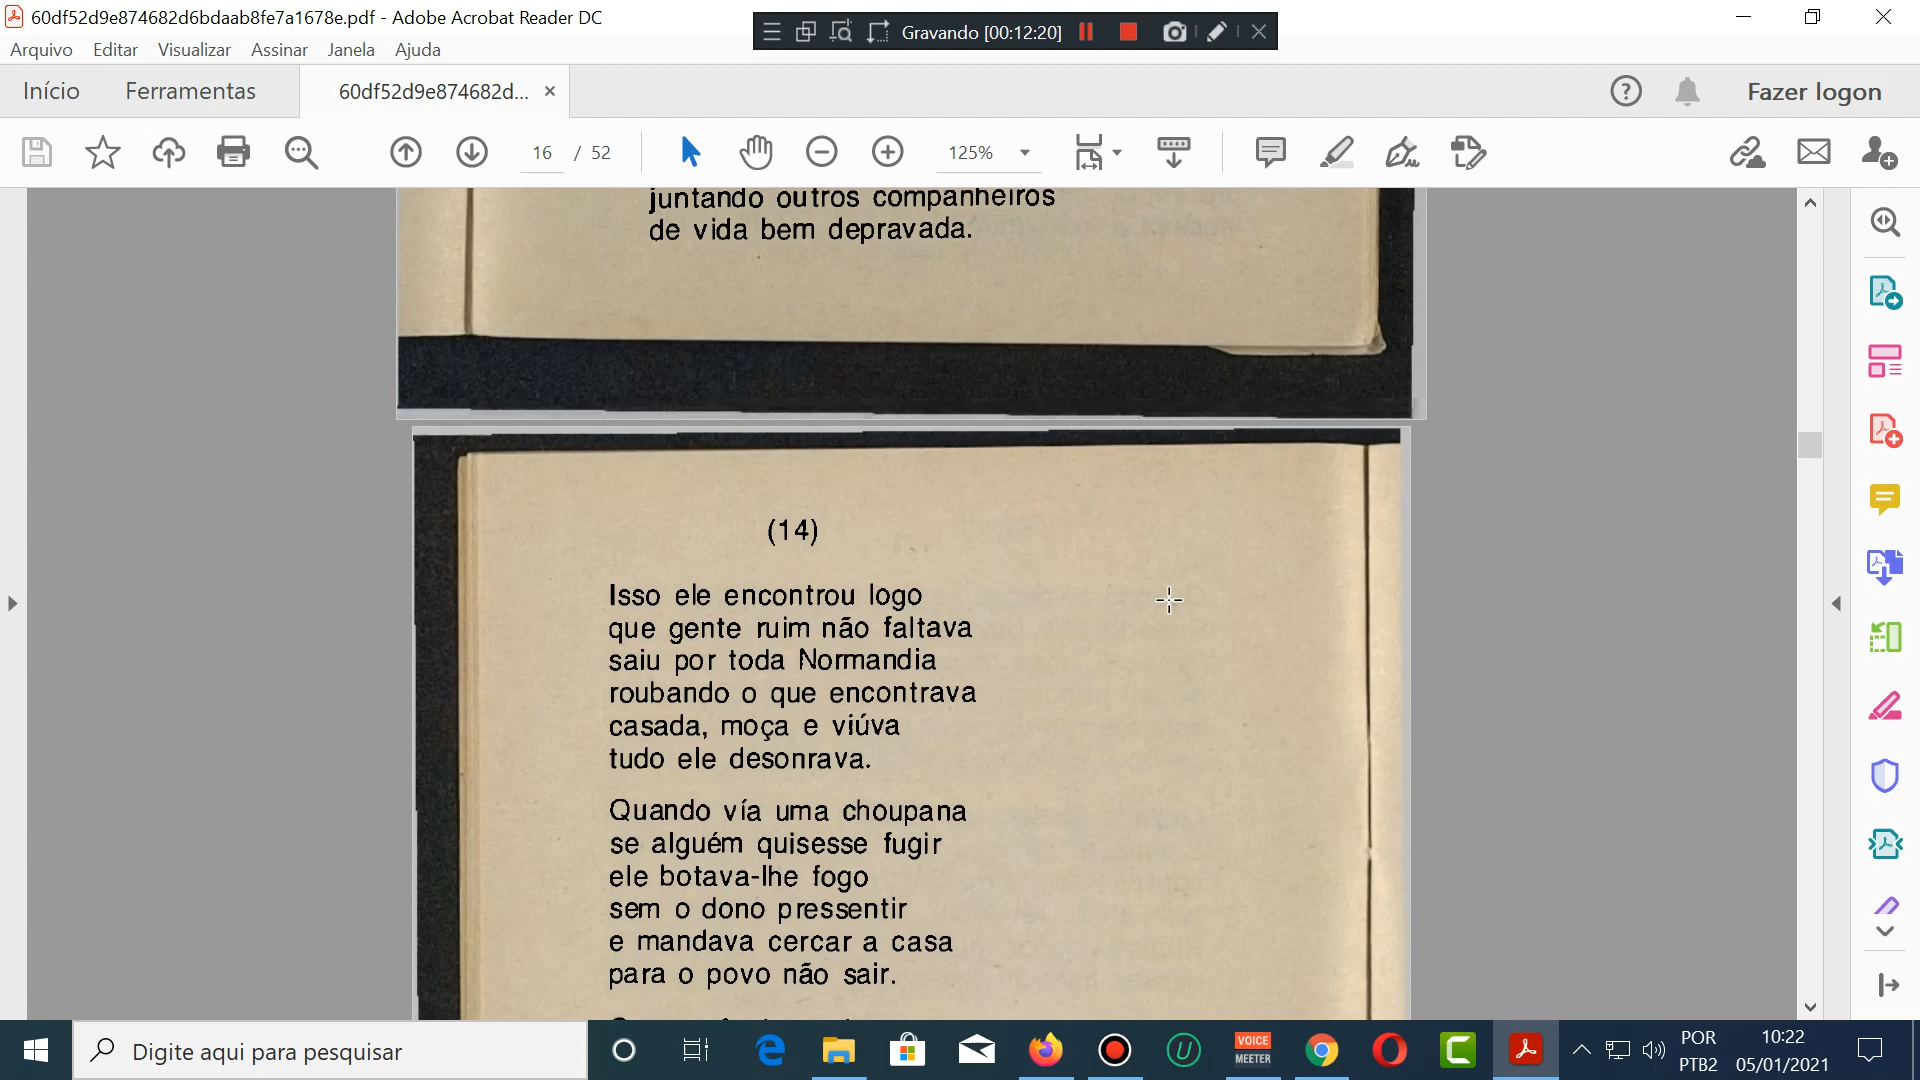 60df52d9e874682d6bdaab8fe7a1678e.pdf - Adobe Acrobat Reader DC
Gravando [00:12:20]
Arquivo Editar Visualizar Assinar Janela Ajuda
Início Ferramentas 60df52d9e874682d... Fazer logon
16 / 52 125%
juntando outros companheiros
de vida bem depravada.
(14)
Isso ele encontrou logo
que gente ruim não faltava
saiu por toda Normandia
roubando o que encontrava
casada, moça e viúva
tudo ele desonrava.
Quando vía uma choupana
se alguém quisesse fugir
ele botava-lhe fogo
sem o dono pressentir
e mandava cercar a casa
para o povo não sair.
Digite aqui para pesquisar
VOICE
MEETER
POR
PTB2
10:22
05/01/2021